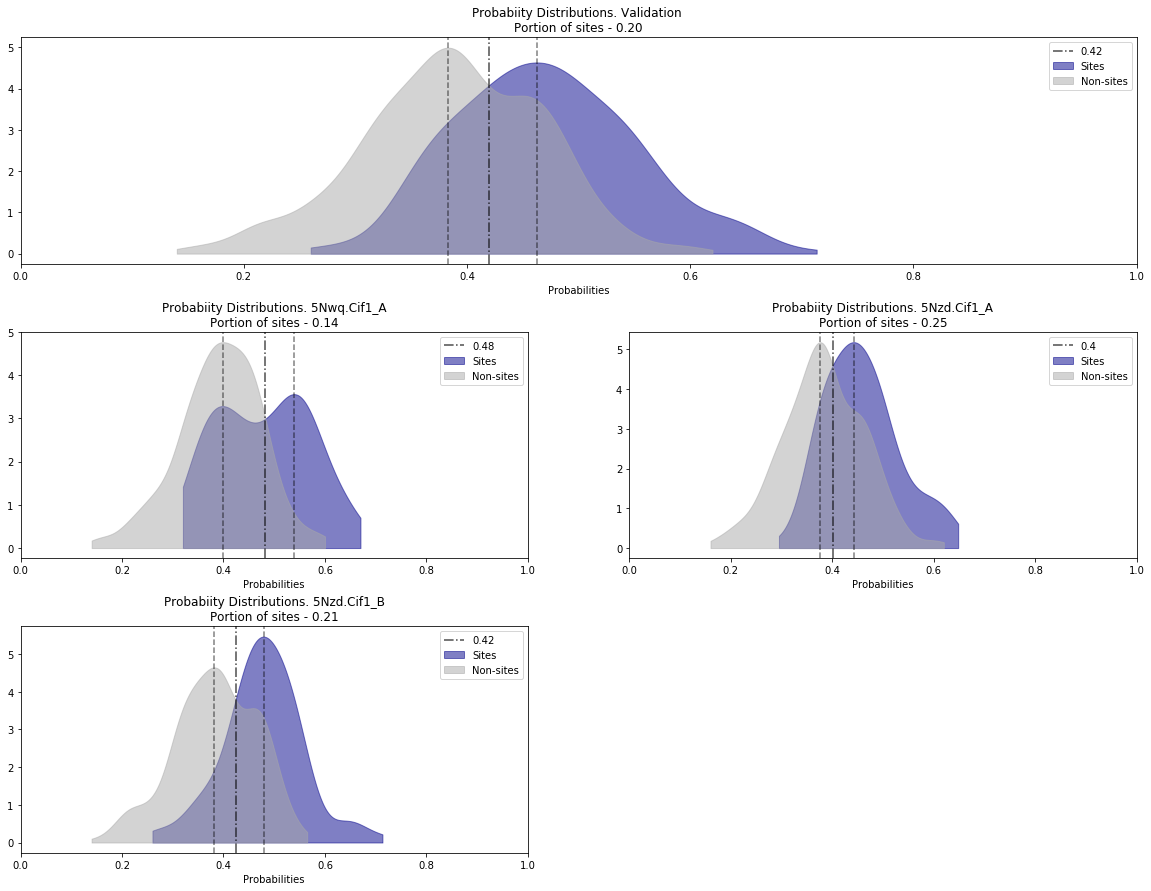 Probabiity Distributions. Validation
Portion of sites - 0.20
5
4
3
2
1
0
0.42
Sites
Non-sites
0.0
0.2
0.4
0.6
0.8
1.0
Probabilities
Probabiity Distributions. 5Nwq.Cif1_A
Portion of sites - 0.14
5
4
3
2
1
0
0.48
Sites
Non-sites
0.0
0.2
0.4
0.6
0.8
1.0
Probabilities
Probabiity Distributions. 5Nzd.Cif1_A
Portion of sites - 0.25
5
4
3
2
1
0
0.4
Sites
Non-sites
0.0
0.2
0.4
0.6
0.8
1.0
Probabilities
Probabiity Distributions. 5Nzd.Cif1_B
Portion of sites - 0.21
5
4
3
2
1
0
0.42
Sites
Non-sites
0.0
0.2
0.4
0.6
0.8
1.0
Probabilities